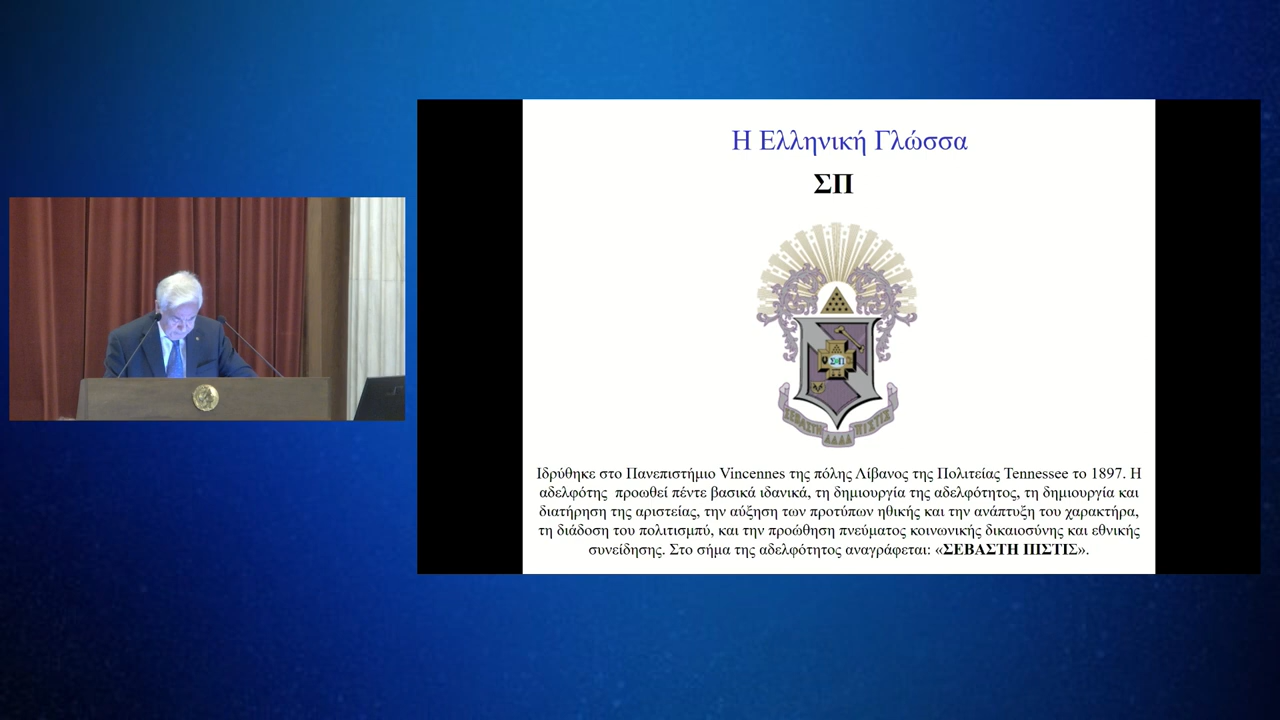 Η Ελληνική Γλώσσα
ΣΠ
ΣΠ
ΣΕΒΑΣΤΗ ΠΙΣΤΙΣ
ΑΔΔΑ
Ιδρύθηκε στο Πανεπιστήμιο Vincennes της πόλης Λίβανος της Πολιτείας Tennessee το 1897. Η
αδελφότης προωθεί πέντε βασικά ιδανικά, τη δημιουργία της αδελφότητος, τη δημιουργία και
διατήρηση της αριστείας, την αύξηση των προτύπων ηθικής και την ανάπτυξη του χαρακτήρα,
τη διάδοση του πολιτισμπύ, και την προώθηση πνεύματος κοινωνικής δικαιοσύνης και εθνικής
συνείδησης. Στο σήμα της αδελφότητος αναγράφεται: «ΣΕΒΑΣΤΗ ΠΙΣΤΙΣ».